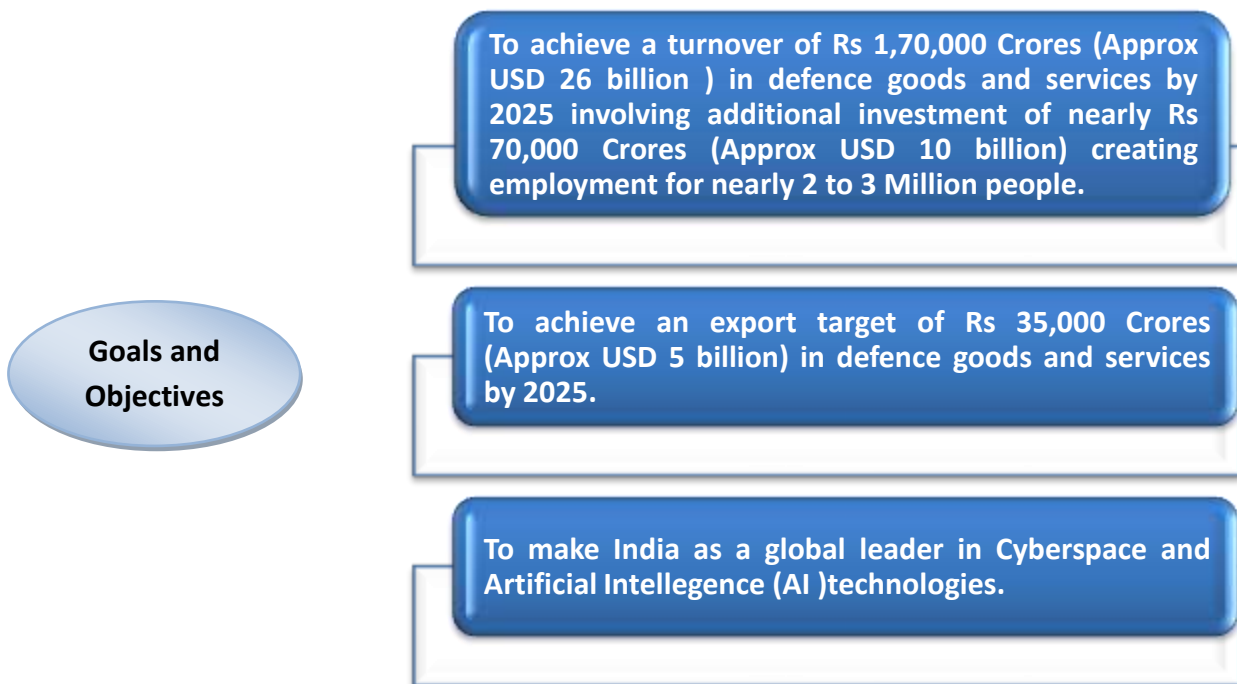 To achieve a turnover of Rs 1,70,000 Crores (Approx
USD 26 billion ) in defence goods and services by
2025 involving additional investment of nearly Rs
70,000 Crores (Approx USD 10 billion) creating
employment for nearly 2 to 3 Million people.
Goals and
Objectives
To achieve an export target of Rs 35,000 Crores
(Approx USD 5 billion) in defence goods and services
by 2025.
To make India as a global leader in Cyberspace and
Artificial Intellegence (AI )technologies.